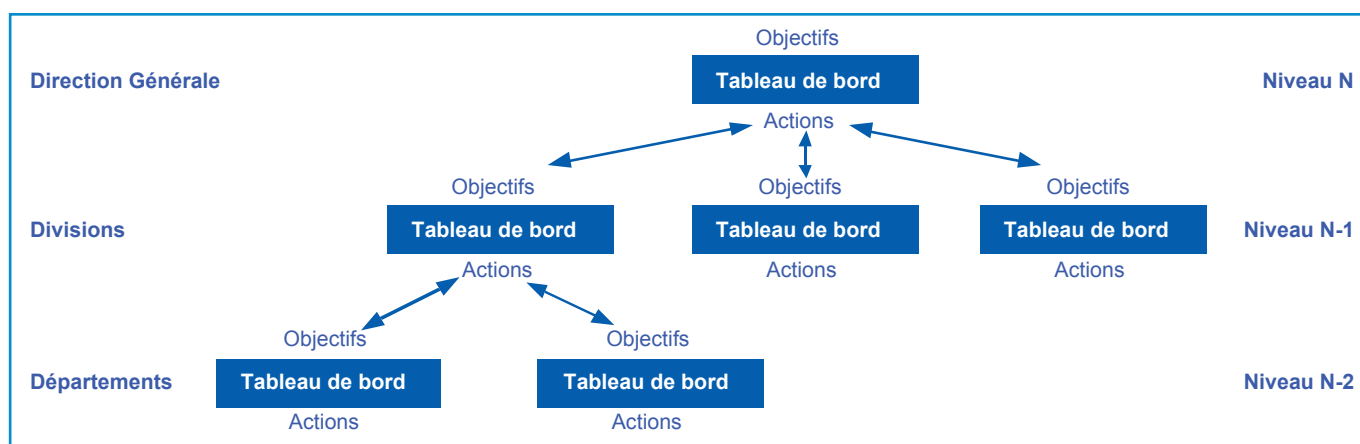 Objectifs
Direction Générale Tableau de bord Niveau N
Actions
Objectifs Objectifs Objectifs
Divisions Tableau de bord Tableau de bord Tableau de bord Niveau N-1
Actions Actions Actions
Objectifs Objectifs
Départements Tableau de bord Tableau de bord Niveau N-2
Actions Actions